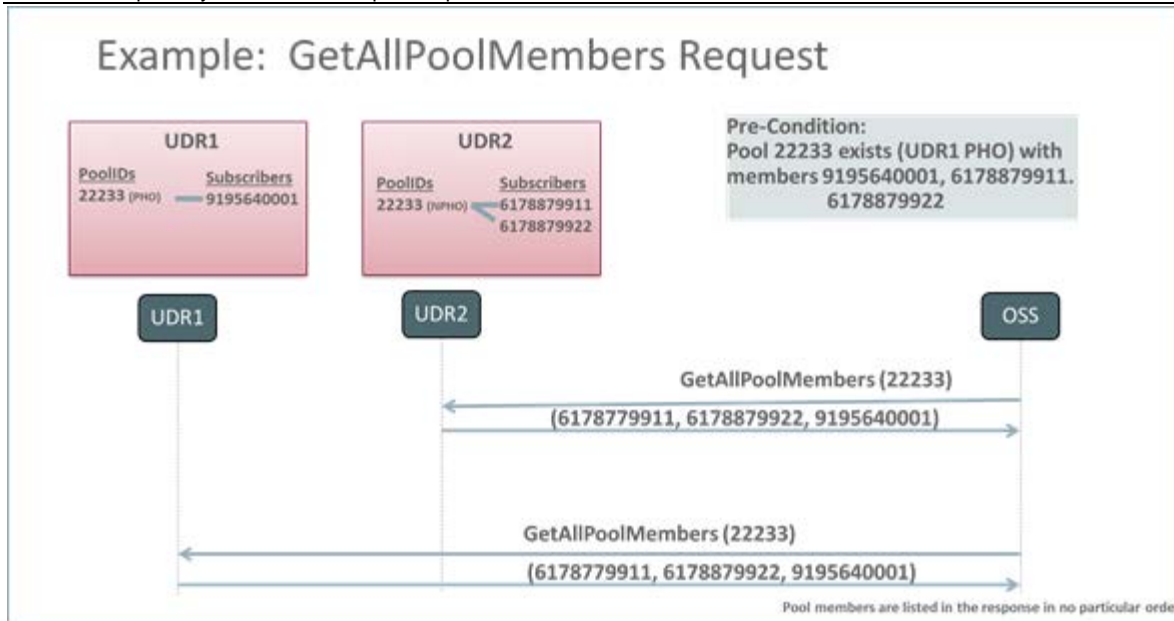 Example: GetAllPoolMembers Request
UDR1
PoolIDs
Subscribers
22233 (PHO)
9195640001
UDR2
PoolIDs
Subscribers
22233 (NPHO)
6178879911
6178879922
Pre-Condition:
Pool 22233 exists (UDR1 PHO) with
members 9195640001, 6178879911.
6178879922
UDR1
UDR2
OSS
GetAllPoolMembers (22233)
(6178779911, 6178879922, 9195640001)
GetAllPoolMembers (22233)
(6178779911, 6178879922, 9195640001)
Pool members are listed in the response in no particular orde